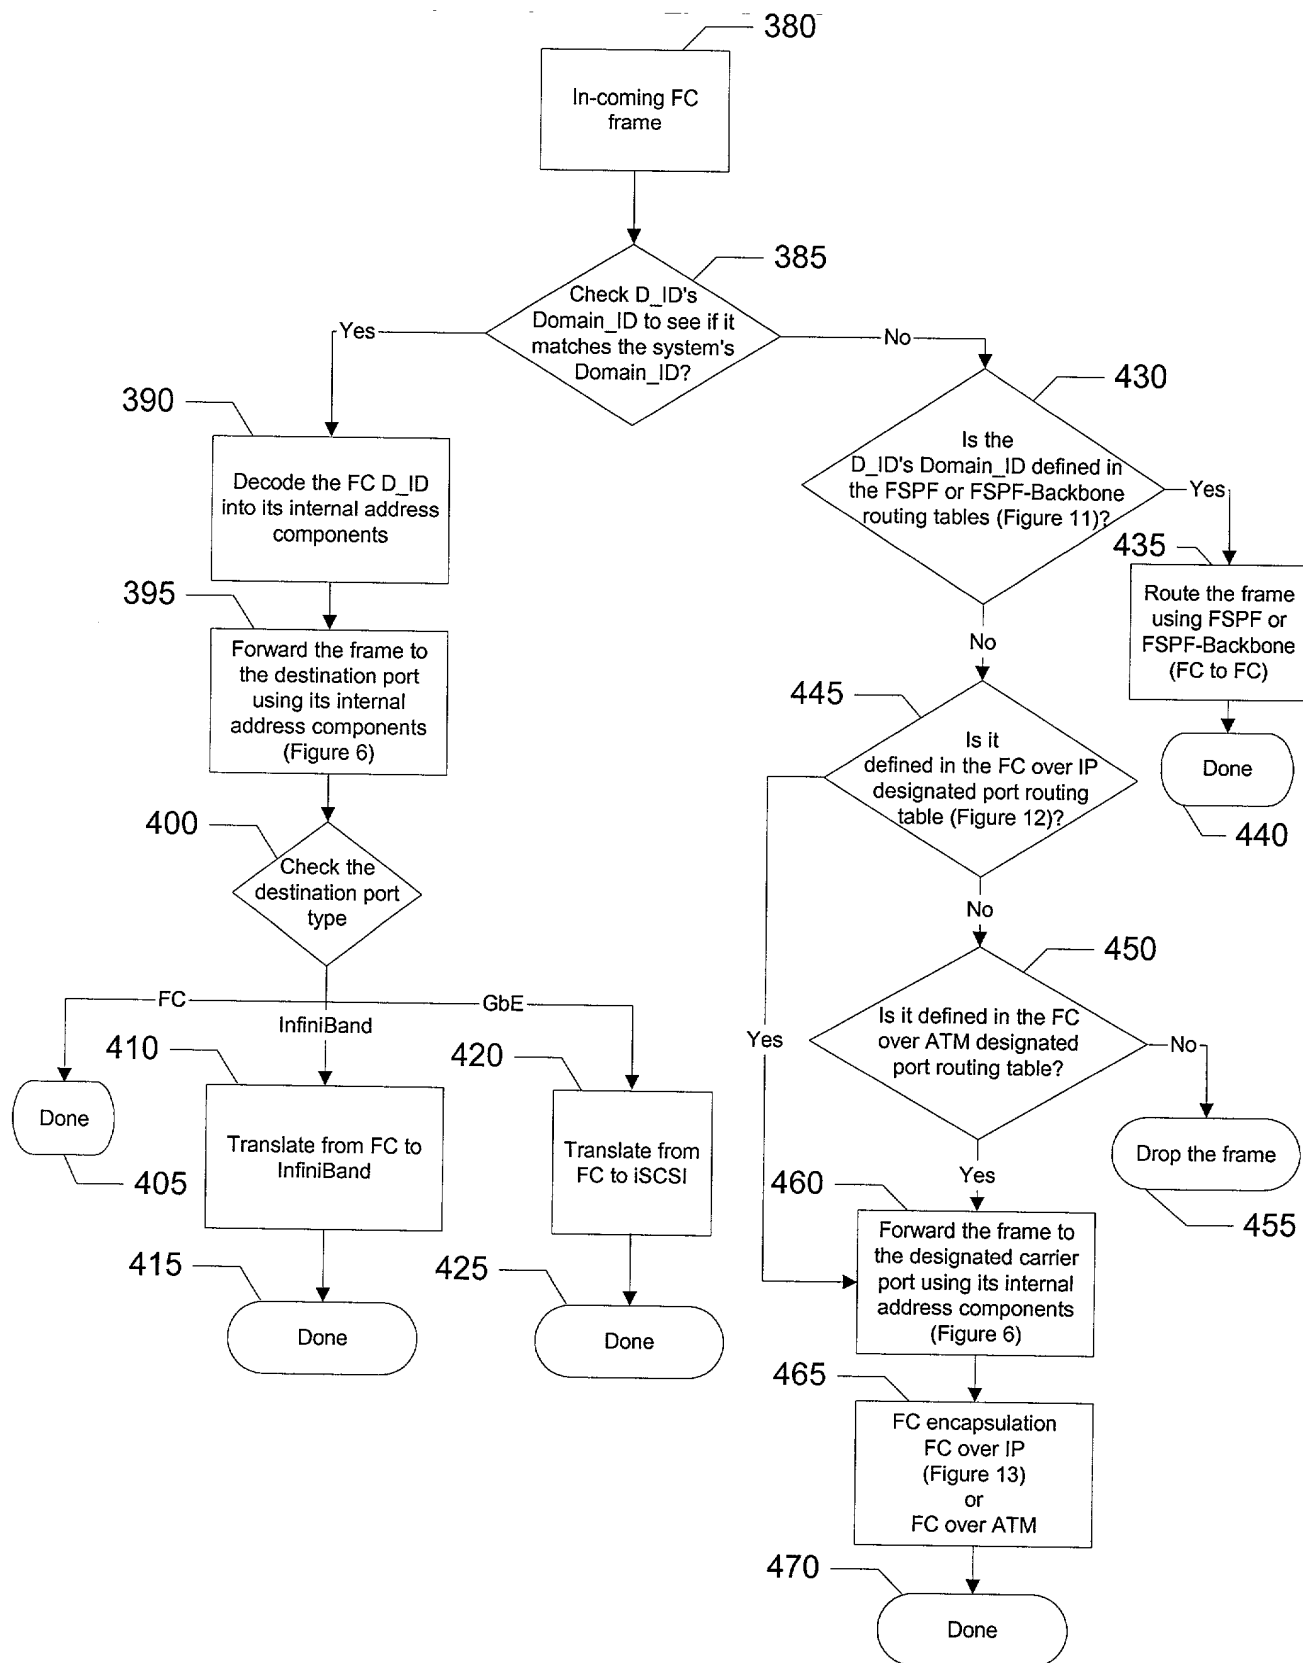 380
In-coming FC
frame
385
Check D_ID's
Domain_ID to see if it
matches the system's
Domain_ID?
Yes
No
390
Decode the FC D_ID
into its internal address
components
430
Is the
D_ID's Domain_ID defined in
the FSPF or FSPF-Backbone
routing tables (Figure 11)?
Yes
No
435
Route the frame
using FSPF or
FSPF-Backbone
(FC to FC)
Done
440
395
Forward the frame to
the destination port
using its internal
address components
(Figure 6)
400
Check the
destination port
type
FC
InfiniBand
GbE
Done
405
410
Translate from FC to
InfiniBand
415
Done
420
Translate from
FC to iSCSI
425
Done
445
Is it
defined in the FC over IP
designated port routing
table (Figure 12)?
Yes
No
450
Is it defined in the FC
over ATM designated
port routing table?
No
Yes
Drop the frame
455
460
Forward the frame to
the designated carrier
port using its internal
address components
(Figure 6)
465
FC encapsulation
FC over IP
(Figure 13)
or
FC over ATM
470
Done